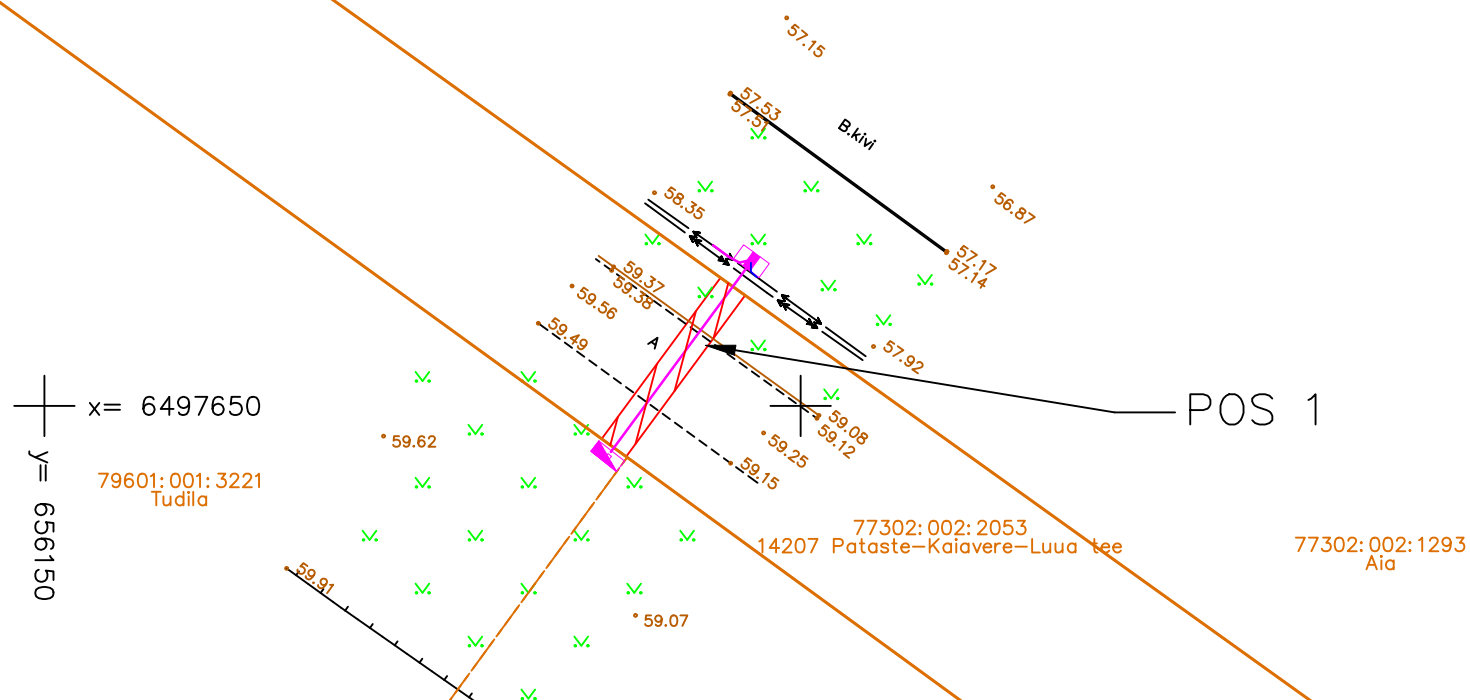 57.15
57.53
57.51
B.kivi
58.35
56.87
57.17
57.14
59.37
59.38
59.56
59.49
A
57.92
x= 6497650
POS 1
59.08
59.12
59.25
59.62
59.15
y= 656150
79601:001:3221
Tudila
77302:002:2053
14207 Pataste-Kaiavere-Luua tee
77302:002:1293
Aia
59.91
59.07